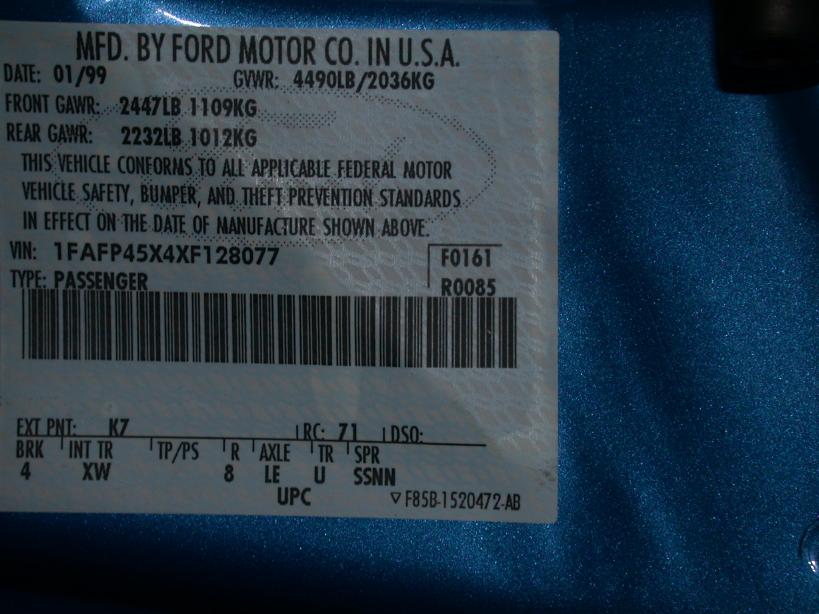 MFD. BY FORD MOTOR CO. IN U.S.A.
DATE: 01/99 GVWR: 4490LB/2036KG
FRONT GAWR: 2447LB 1109KG
REAR GAWR: 2232LB 1012KG
THIS VEHICLE CONFORMS TO ALL APPLICABLE FEDERAL MOTOR
VEHICLE SAFETY, BUMPER, AND THEFT PREVENTION STANDARDS
IN EFFECT ON THE DATE OF MANUFACTURE SHOWN ABOVE.
VIN: 1FAFP45X4XF128077 F0161
TYPE: PASSENGER R0085
EXT PNT: K7 RC: 71 DSO:
BRK INT TR TP/PS R AXLE TR SPR
4 XW 8 LE U SSNN
UPC ▽F85B-1520472-AB